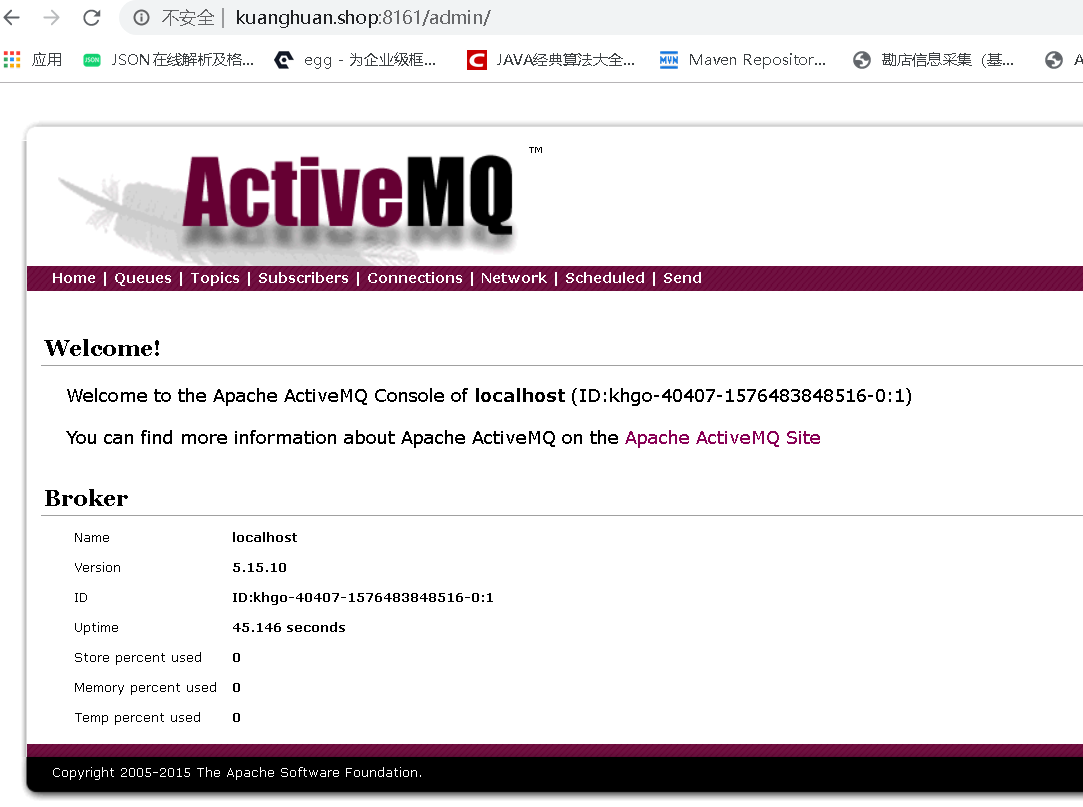 不安全 | kuanghuan.shop:8161/admin/
应用 JSON JSON在线解析及格... egg - 为企业级框... C JAVA经典算法大全... MVN Maven Repositor... 勘店信息采集（基... A
ActiveMQ ™
Home | Queues | Topics | Subscribers | Connections | Network | Scheduled | Send
Welcome!
Welcome to the Apache ActiveMQ Console of localhost (ID:khgo-40407-1576483848516-0:1)
You can find more information about Apache ActiveMQ on the Apache ActiveMQ Site
Broker
Name localhost
Version 5.15.10
ID ID:khgo-40407-1576483848516-0:1
Uptime 45.146 seconds
Store percent used 0
Memory percent used 0
Temp percent used 0
Copyright 2005-2015 The Apache Software Foundation.